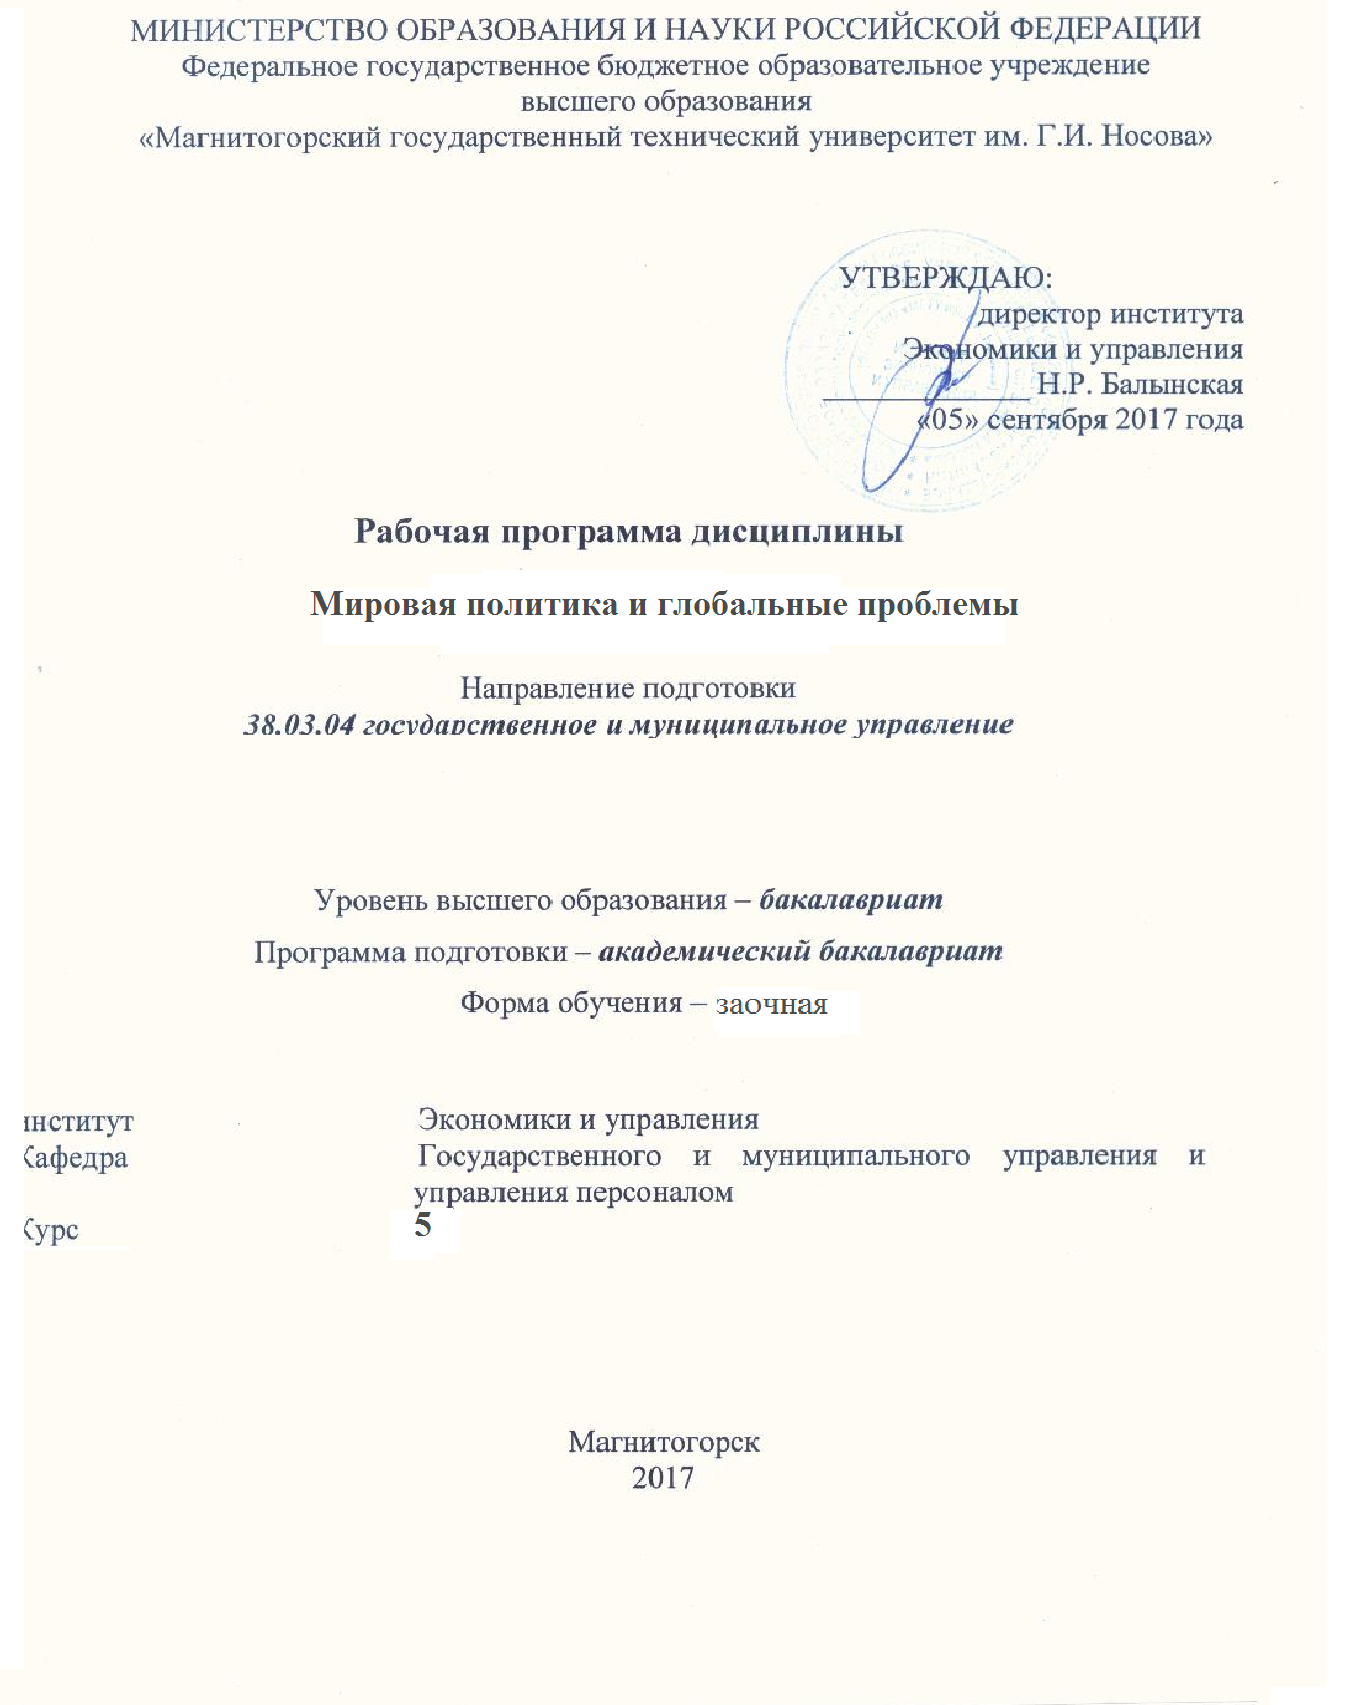 МИНИСТЕРСТВО ОБРАЗОВАНИЯ И НАУКИ РОССИЙСКОЙ ФЕДЕРАЦИИ
Федеральное государственное бюджетное образовательное учреждение
высшего образования
«Магнитогорский государственный технический университет им. Г.И. Носова»
УТВЕРЖДАЮ:
директор института
Экономики и управления
Н.Р. Балынская
«05» сентября 2017 года
Рабочая программа дисциплины
Мировая политика и глобальные проблемы
Направление подготовки
38.03.04 государственное и муниципальное управление
Уровень высшего образования – бакалавриат
Программа подготовки – академический бакалавриат
Форма обучения – заочная
институт Экономики и управления
Кафедра Государственного и муниципального управления и
управления персоналом
Курс 5
Магнитогорск
2017